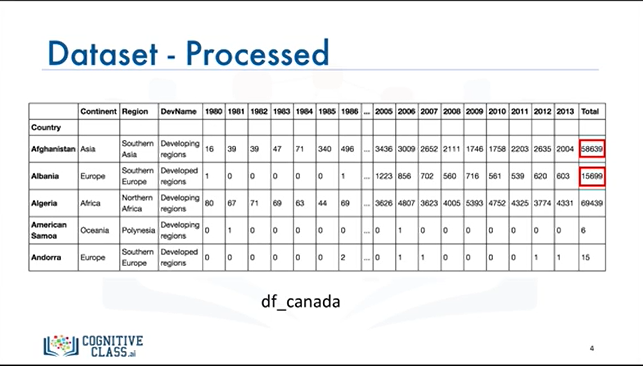 Dataset - Processed
Continent Region DevName 1980 1981 1982 1983 1984 1985 1986 ... 2005 2006 2007 2008 2009 2010 2011 2012 2013 Total
Country
Afghanistan Asia Southern Asia Developing regions 16 39 39 47 71 340 496 ... 3436 3009 2652 2111 1746 1758 2203 2635 2004 58639
Albania Europe Southern Europe Developed regions 1 0 0 0 0 0 1 ... 1223 856 702 560 716 561 539 620 603 15699
Algeria Africa Northern Africa Developing regions 80 67 71 69 63 44 69 ... 3626 4807 3623 4005 5393 4752 4325 3774 4331 69439
American Samoa Oceania Polynesia Developing regions 0 1 0 0 0 0 0 ... 0 1 0 0 0 0 0 0 0 6
Andorra Europe Southern Europe Developed regions 0 0 0 0 0 0 2 ... 0 1 1 0 0 0 0 1 1 15
df_canada
COGNITIVE
CLASS.ai
4